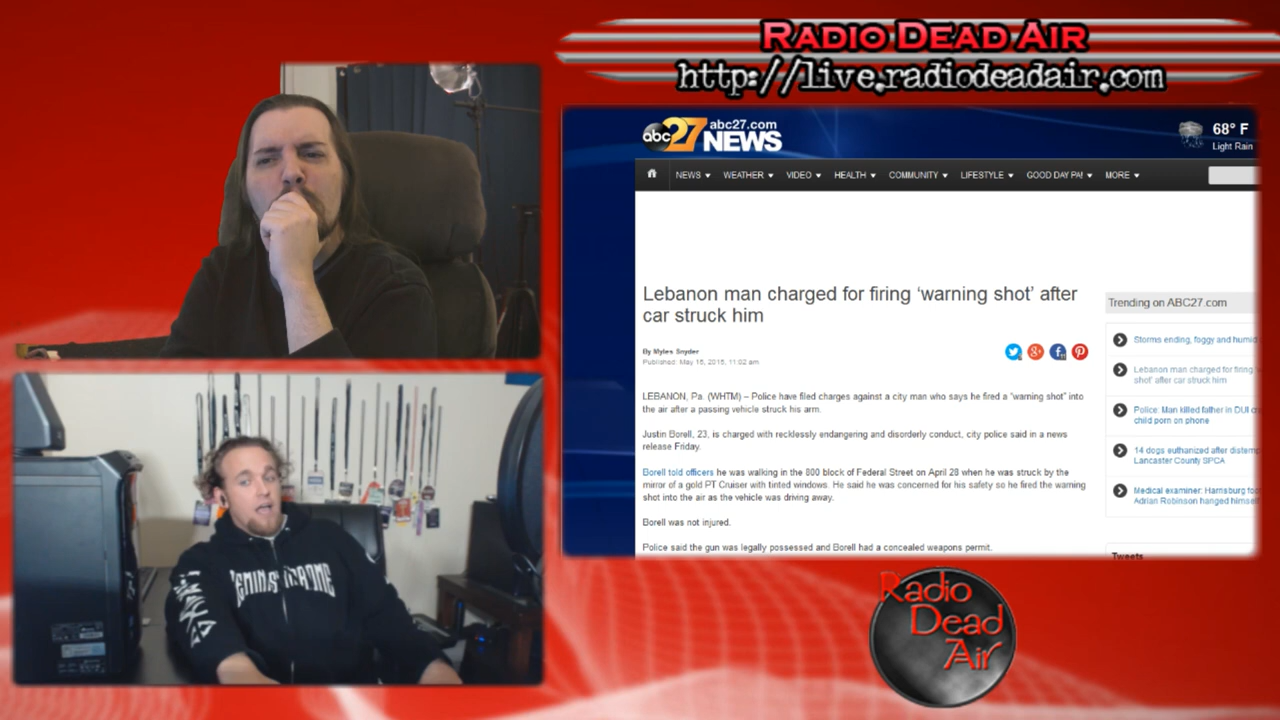 RADIO DEAD AIR
http://live.radiodeadair.com
abc27 abc27.com
NEWS
68° F
Light Rain
NEWS WEATHER VIDEO HEALTH COMMUNITY LIFESTYLE GOOD DAY PA! MORE
Lebanon man charged for firing ‘warning shot’ after
car struck him
By Myles Snyder
Published: May 15, 2015, 11:02 am
LEBANON, Pa. (WHTM) – Police have filed charges against a city man who says he fired a “warning shot” into
the air after a passing vehicle struck his arm.
Justin Borell, 23, is charged with recklessly endangering and disorderly conduct, city police said in a news
release Friday.
Borell told officers he was walking in the 800 block of Federal Street on April 28 when he was struck by the
mirror of a gold PT Cruiser with tinted windows. He said he was concerned for his safety so he fired the warning
shot into the air as the vehicle was driving away.
Borell was not injured.
Police said the gun was legally possessed and Borell had a concealed weapons permit.
Trending on ABC27.com
Storms ending, foggy and humid
Lebanon man charged for firing
shot’ after car struck him
Police: Man killed father in DUI
child porn on phone
14 dogs euthanized after distemp
Lancaster County SPCA
Medical examiner: Harrisburg foo
Adrian Robinson hanged himself
Tweets
Radio
Dead
Air